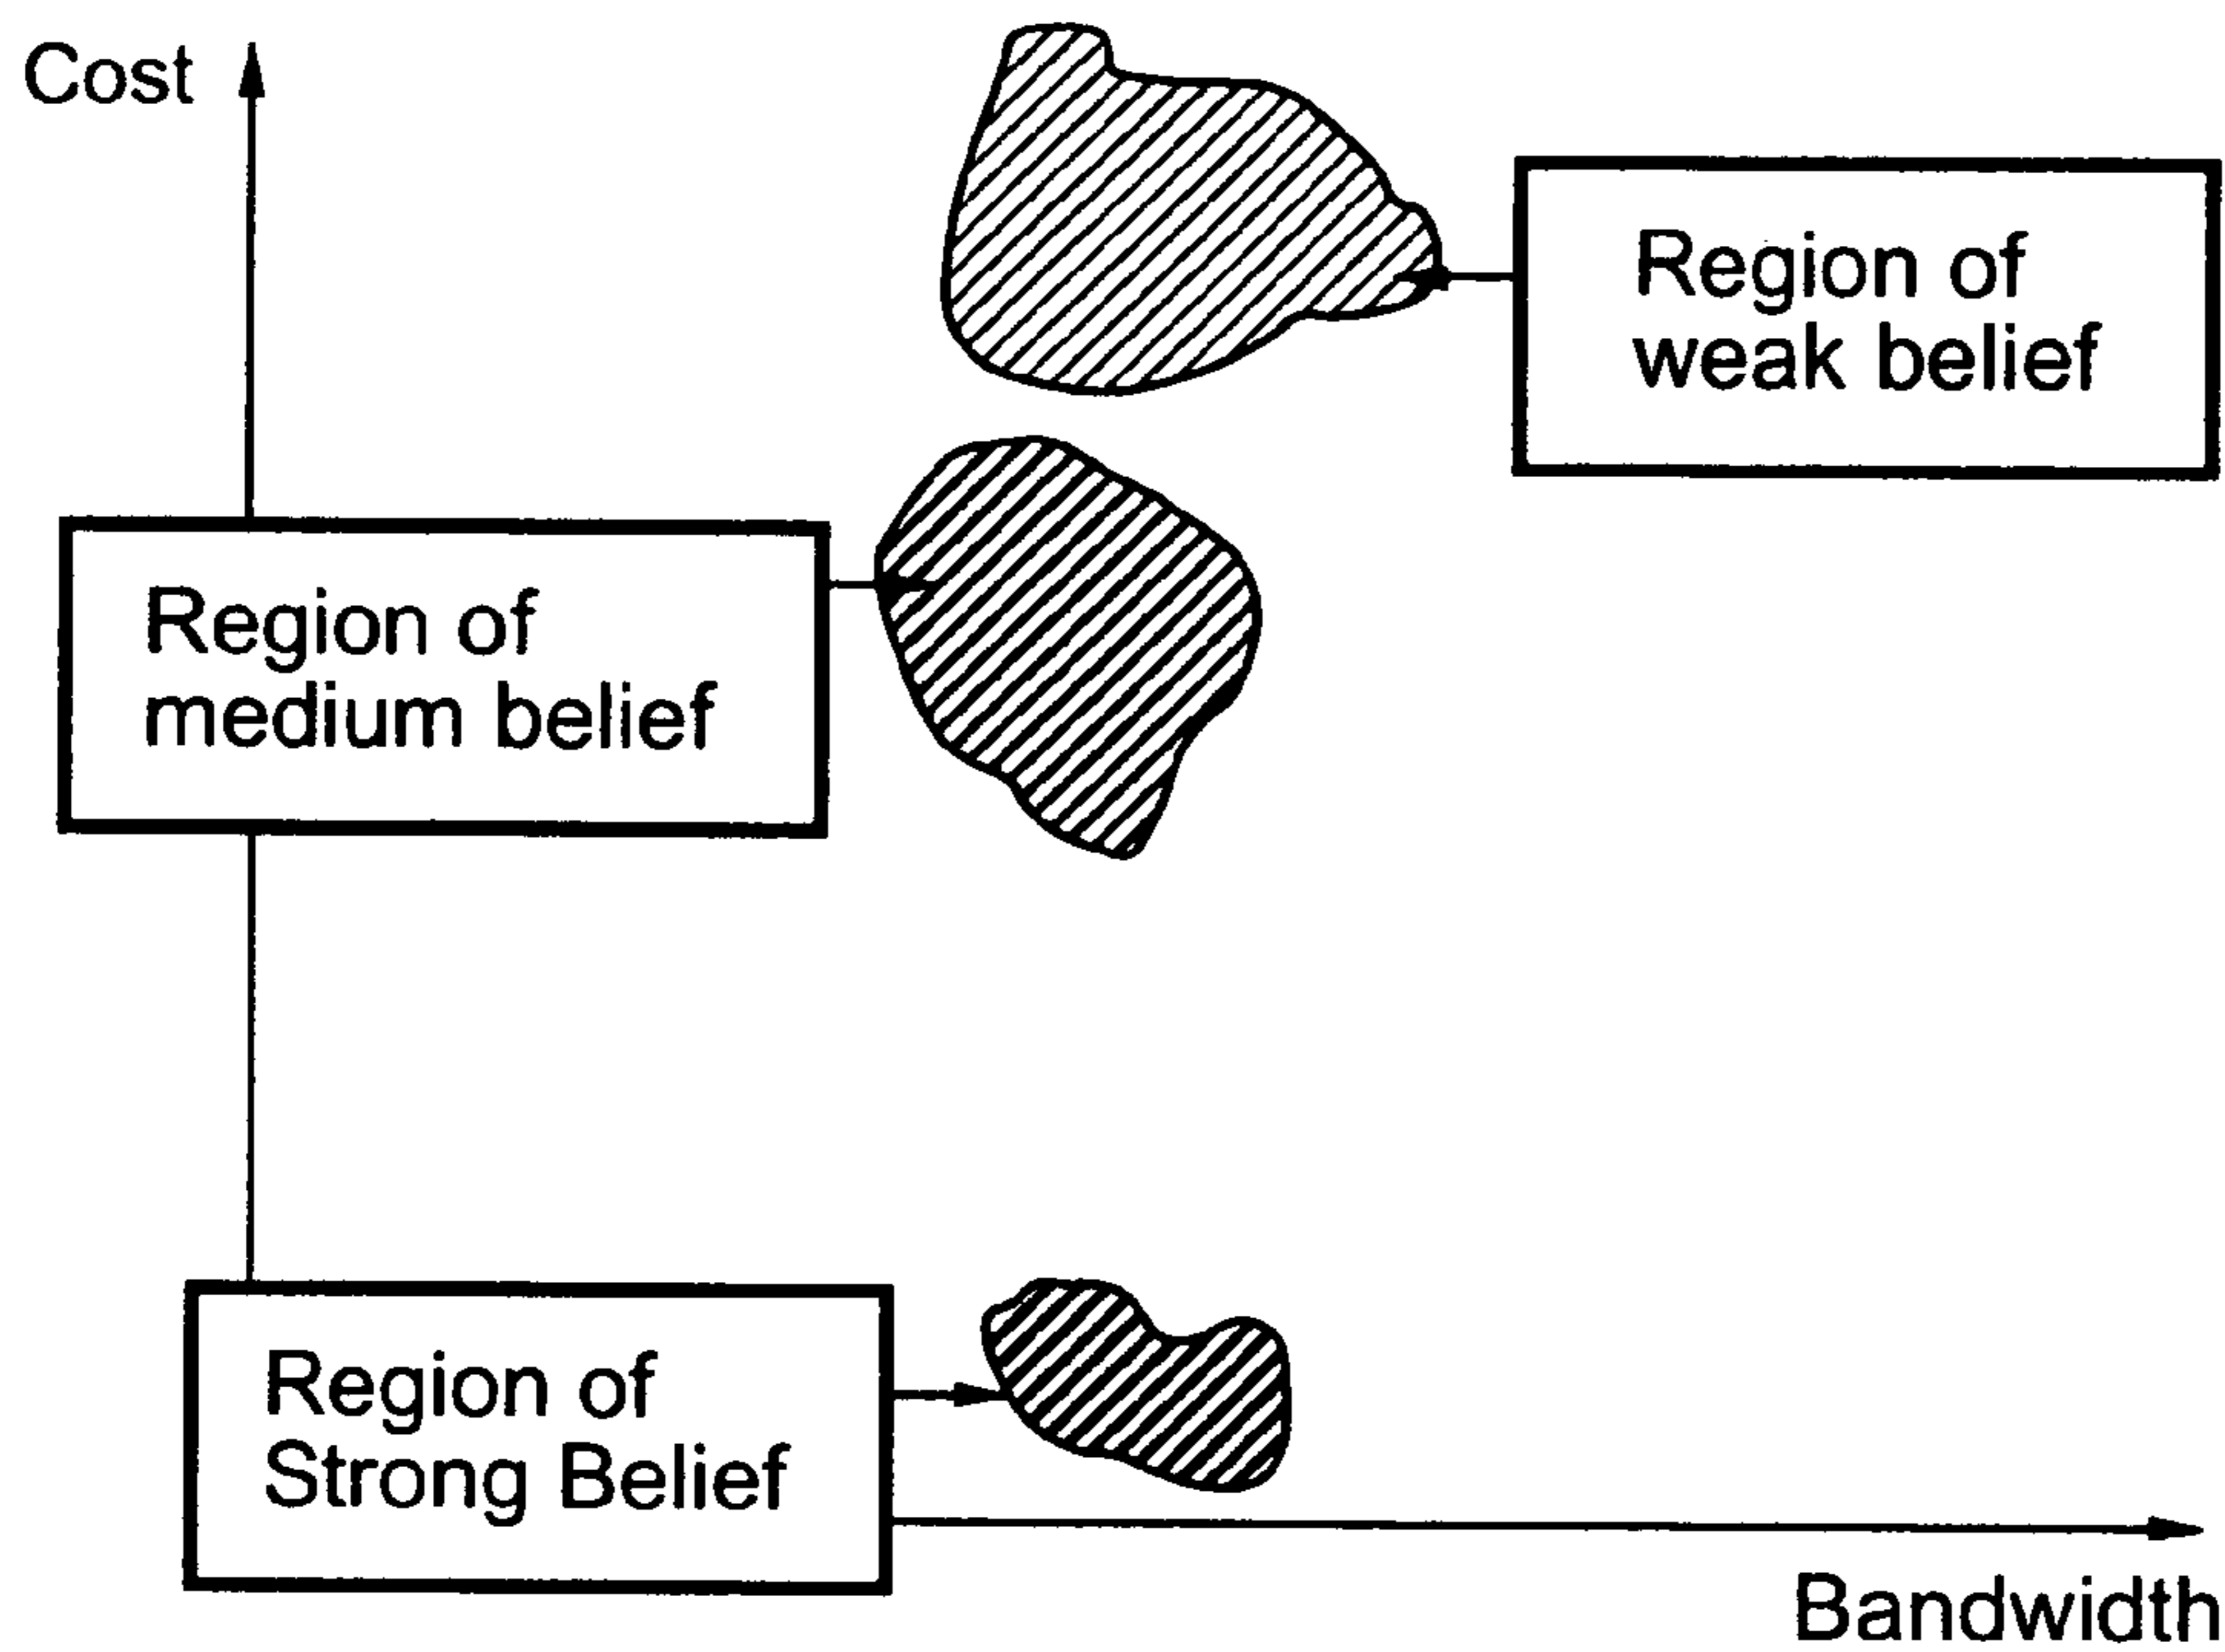 Cost
Region of
weak belief
Region of
medium belief
Region of
Strong Belief
Bandwidth